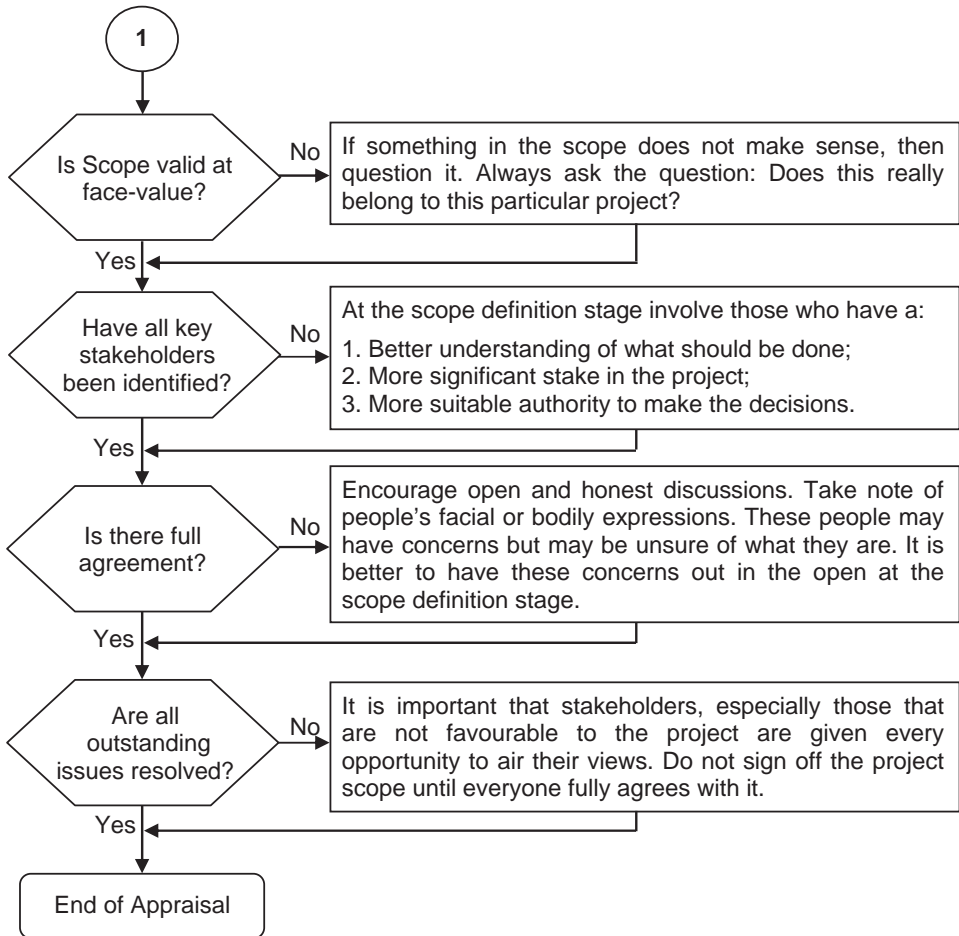 1
Is Scope valid at
face-value?
No
If something in the scope does not make sense, then
question it. Always ask the question: Does this really
belong to this particular project?
Yes
Have all key
stakeholders
been identified?
No
At the scope definition stage involve those who have a:
1. Better understanding of what should be done;
2. More significant stake in the project;
3. More suitable authority to make the decisions.
Yes
Is there full
agreement?
No
Encourage open and honest discussions. Take note of
people's facial or bodily expressions. These people may
have concerns but may be unsure of what they are. It is
better to have these concerns out in the open at the
scope definition stage.
Yes
Are all
outstanding
issues resolved?
No
It is important that stakeholders, especially those that
are not favourable to the project are given every
opportunity to air their views. Do not sign off the project
scope until everyone fully agrees with it.
Yes
End of Appraisal